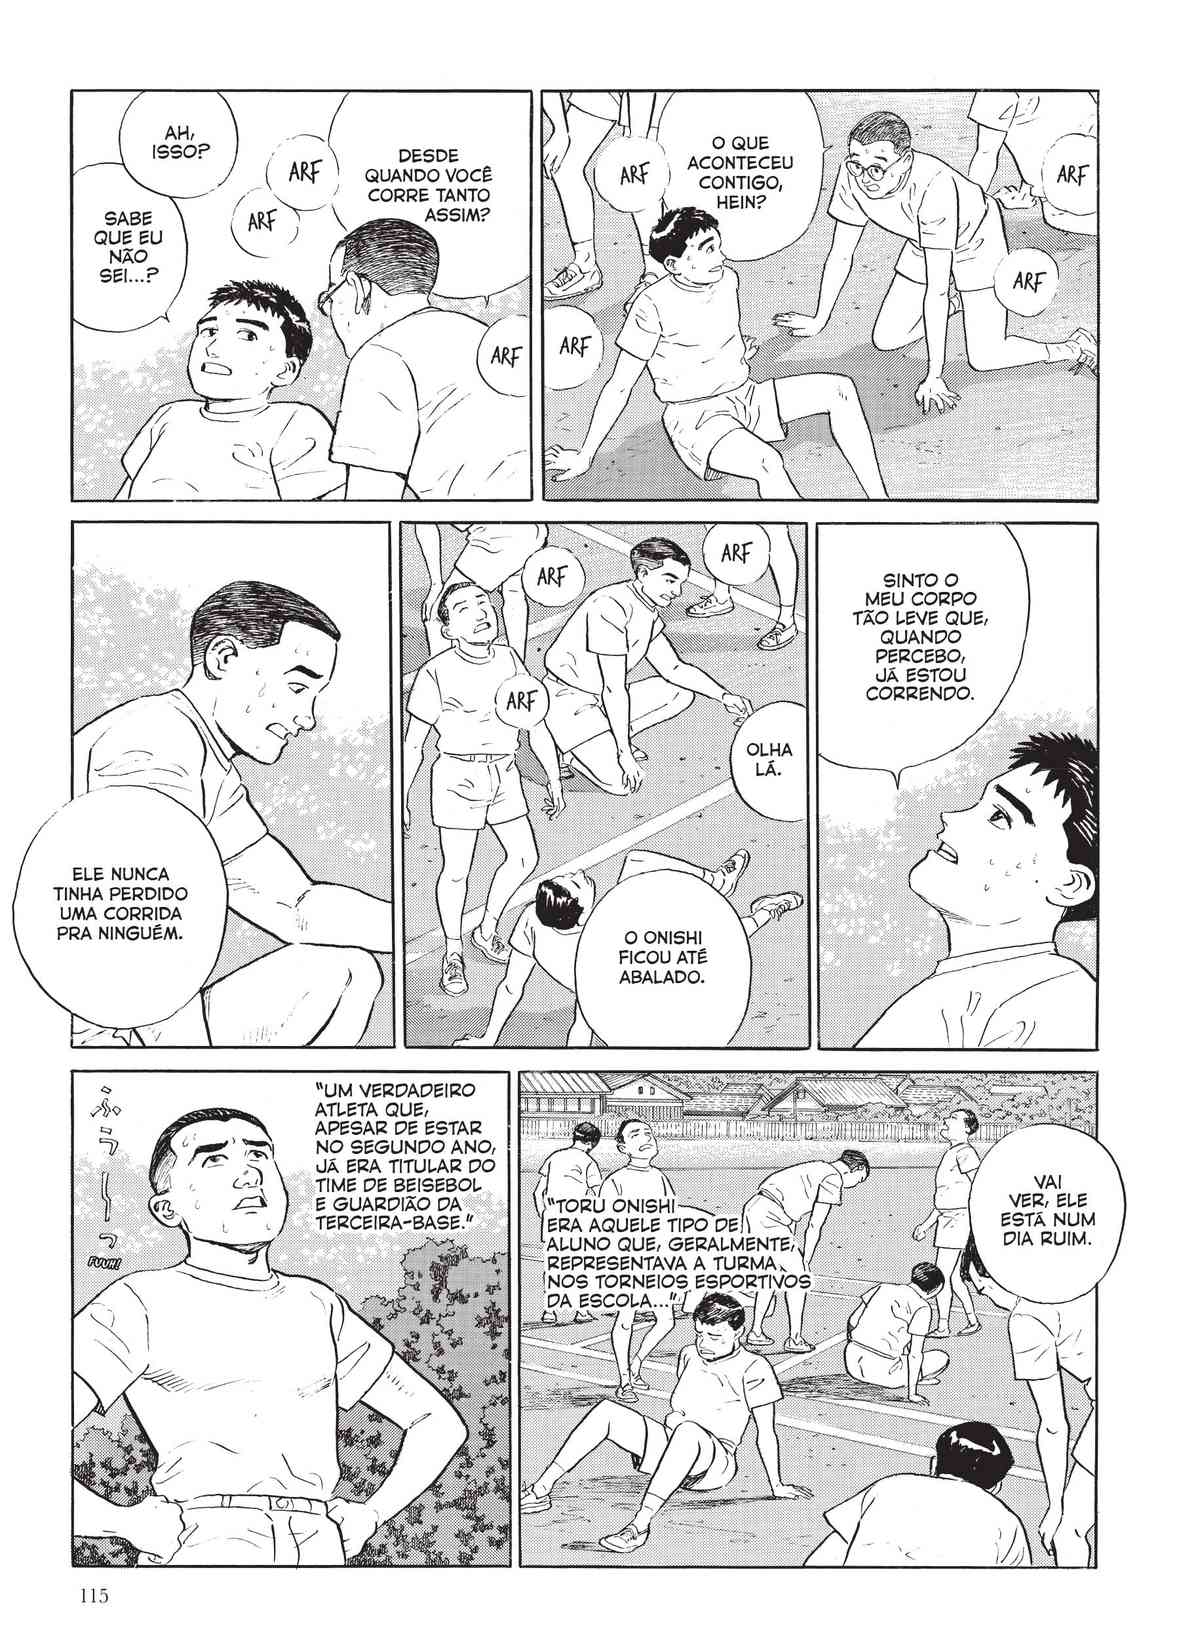 O QUE
ACONTECEU
CONTIGO,
HEIN?
ARF
ARF
ARF
ARF
DESDE
QUANDO VOCÊ
CORRE TANTO
ASSIM?
ARF
ARF
ARF
AH,
ISSO?
SABE
QUE EU
NÃO
SEI...?
SINTO O
MEU CORPO
TÃO LEVE QUE,
QUANDO
PERCEBO,
JÁ ESTOU
CORRENDO.
ARF
ARF
ARF
OLHA
LÁ.
O ONISHI
FICOU ATÉ
ABALADO.
ELE NUNCA
TINHA PERDIDO
UMA CORRIDA
PRA NINGUÉM.
VAI
VER, ELE
ESTÁ NUM
DIA RUIM.
"TORU ONISHI
ERA AQUELE TIPO DE
ALUNO QUE, GERALMENTE,
REPRESENTAVA A TURMA
NOS TORNEIOS ESPORTIVOS
DA ESCOLA..."
"UM VERDADEIRO
ATLETA QUE,
APESAR DE ESTAR
NO SEGUNDO ANO,
JÁ ERA TITULAR DO
TIME DE BEISEBOL
E GUARDIÃO DA
TERCEIRA-BASE."
ふうーっ
FUUH!
115